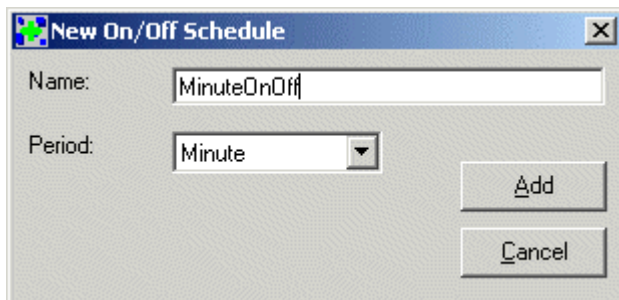 New On/Off Schedule
Name:
MinuteOnOff
Period:
Minute
Add
Cancel